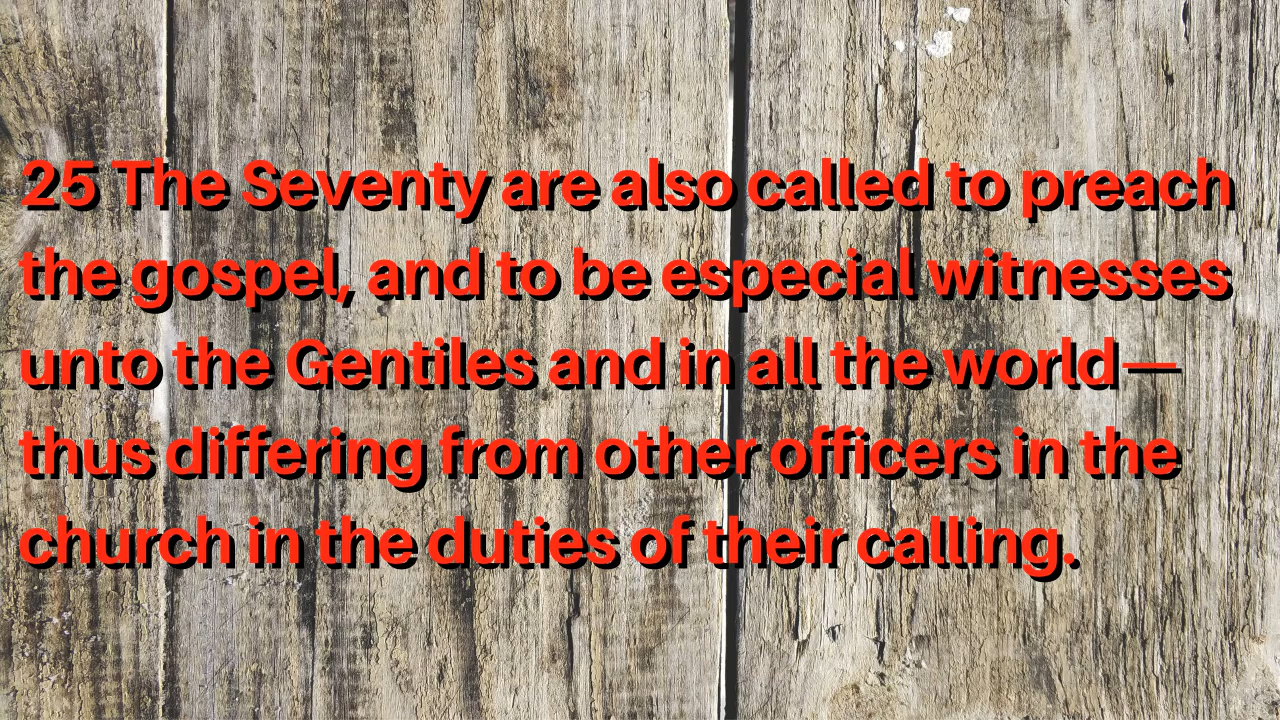 25 The Seventy are also called to preach
the gospel, and to be especial witnesses
unto the Gentiles and in all the world—
thus differing from other officers in the
church in the duties of their calling.